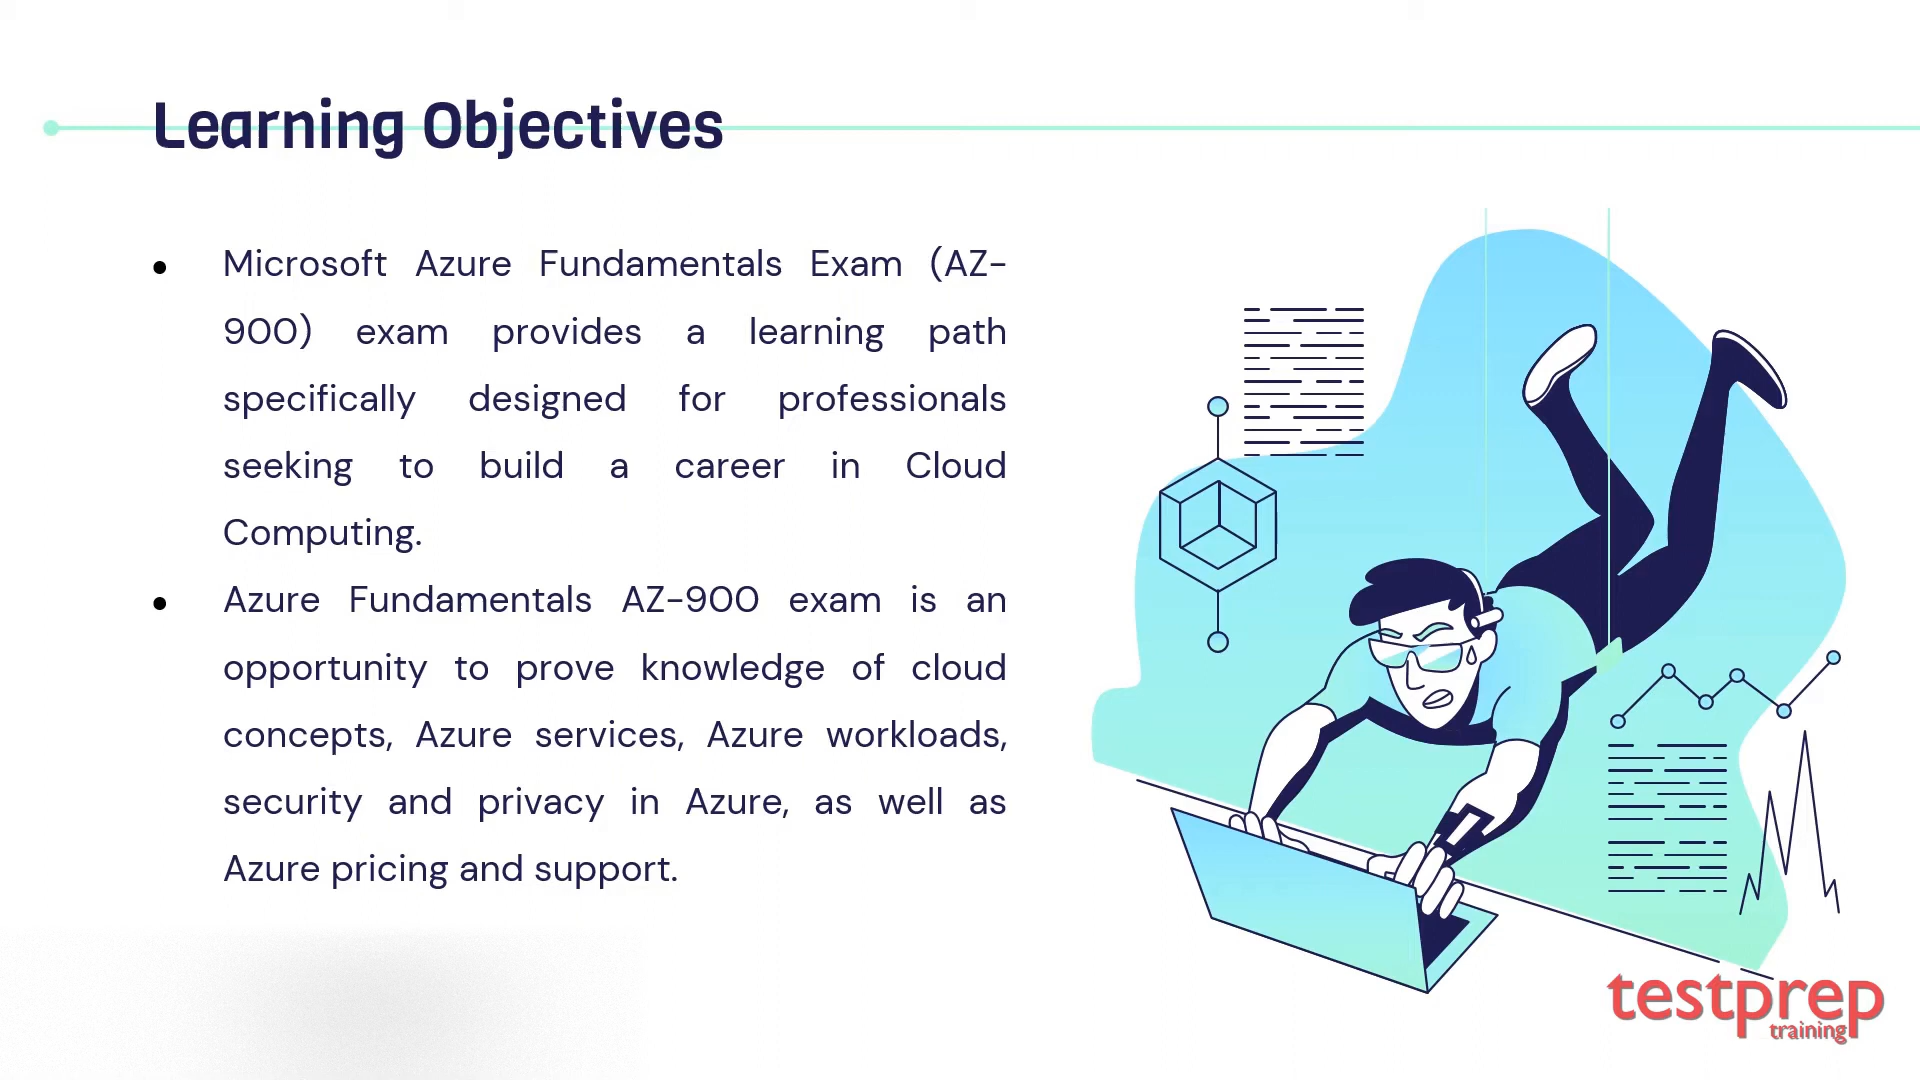 Learning Objectives
● Microsoft Azure Fundamentals Exam (AZ-
900) exam provides a learning path
specifically designed for professionals
seeking to build a career in Cloud
Computing.
● Azure Fundamentals AZ-900 exam is an
opportunity to prove knowledge of cloud
concepts, Azure services, Azure workloads,
security and privacy in Azure, as well as
Azure pricing and support.
testprep
training